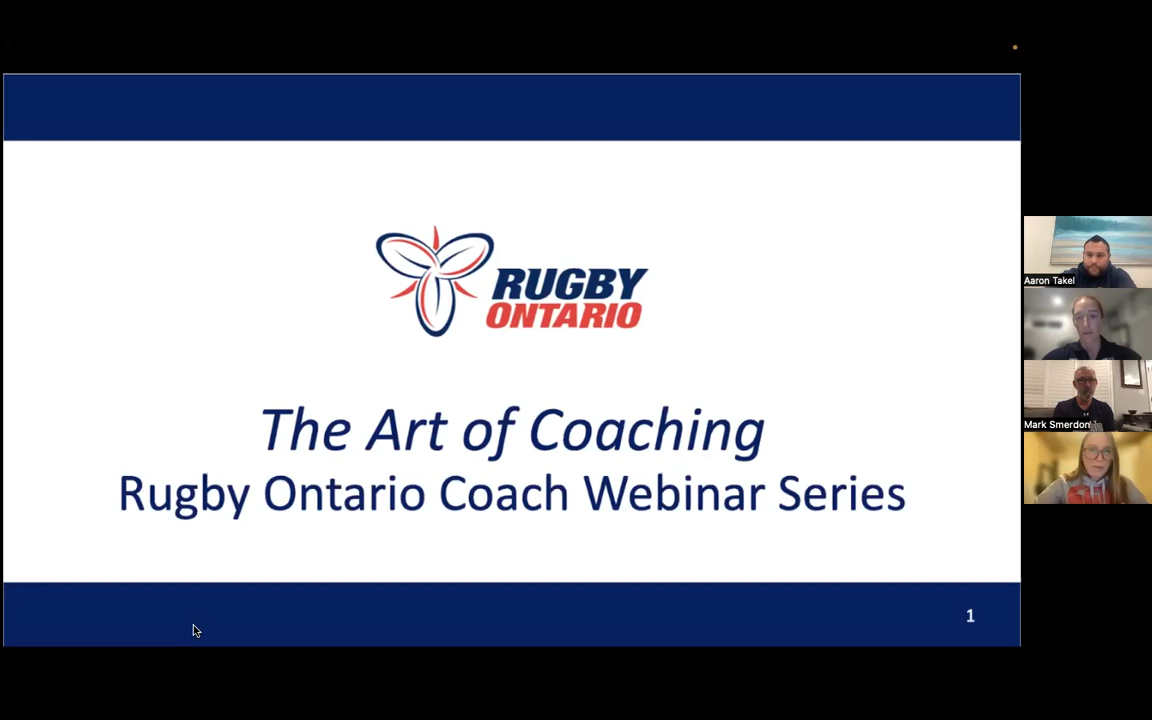 RUGBY
ONTARIO
The Art of Coaching
Rugby Ontario Coach Webinar Series
1
Aaron Takel
Mark Smerdon